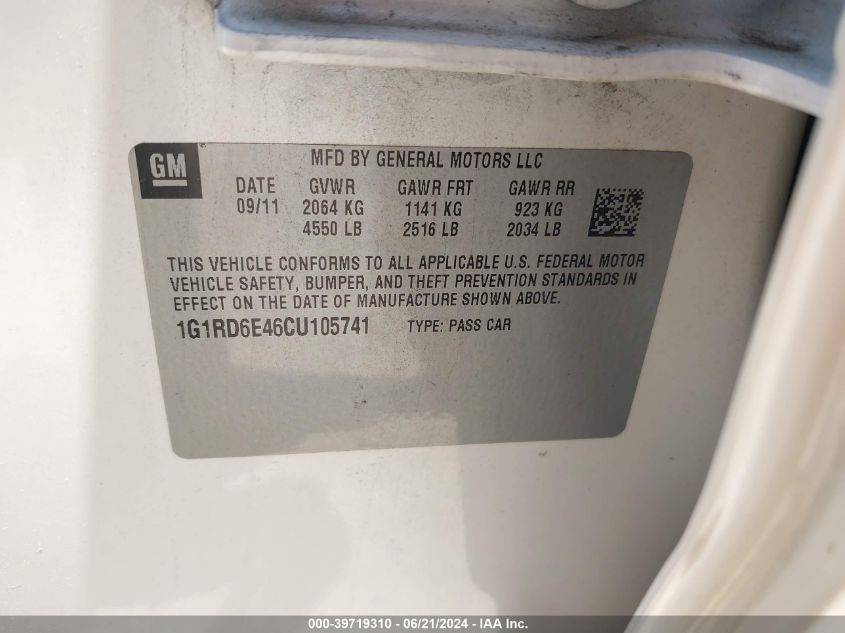 GM
MFD BY GENERAL MOTORS LLC
DATE GVWR GAWR FRT GAWR RR
09/11 2064 KG 1141 KG 923 KG
4550 LB 2516 LB 2034 LB
THIS VEHICLE CONFORMS TO ALL APPLICABLE U.S. FEDERAL MOTOR
VEHICLE SAFETY, BUMPER, AND THEFT PREVENTION STANDARDS IN
EFFECT ON THE DATE OF MANUFACTURE SHOWN ABOVE.
1G1RD6E46CU105741 TYPE: PASS CAR
000-39719310 - 06/21/2024 - IAA Inc.